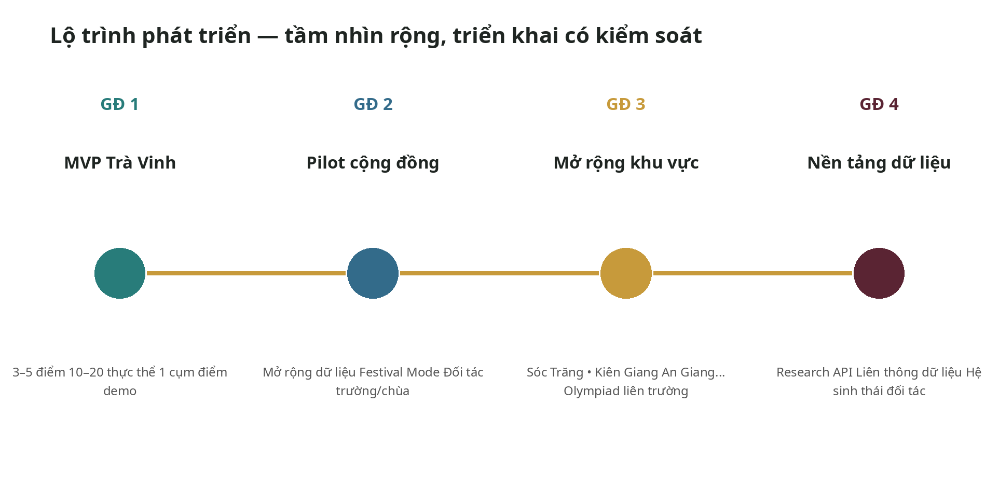 Lộ trình phát triển — tầm nhìn rộng, triển khai có kiểm soát
GĐ 1
MVP Trà Vinh
3–5 điểm 10–20 thực thể 1 cụm điểm
demo
GĐ 2
Pilot cộng đồng
Mở rộng dữ liệu Festival Mode Đối tác
trường/chùa
GĐ 3
Mở rộng khu vực
Sóc Trăng • Kiên Giang An Giang...
Olympiad liên trường
GĐ 4
Nền tảng dữ liệu
Research API Liên thông dữ liệu Hệ
sinh thái đối tác